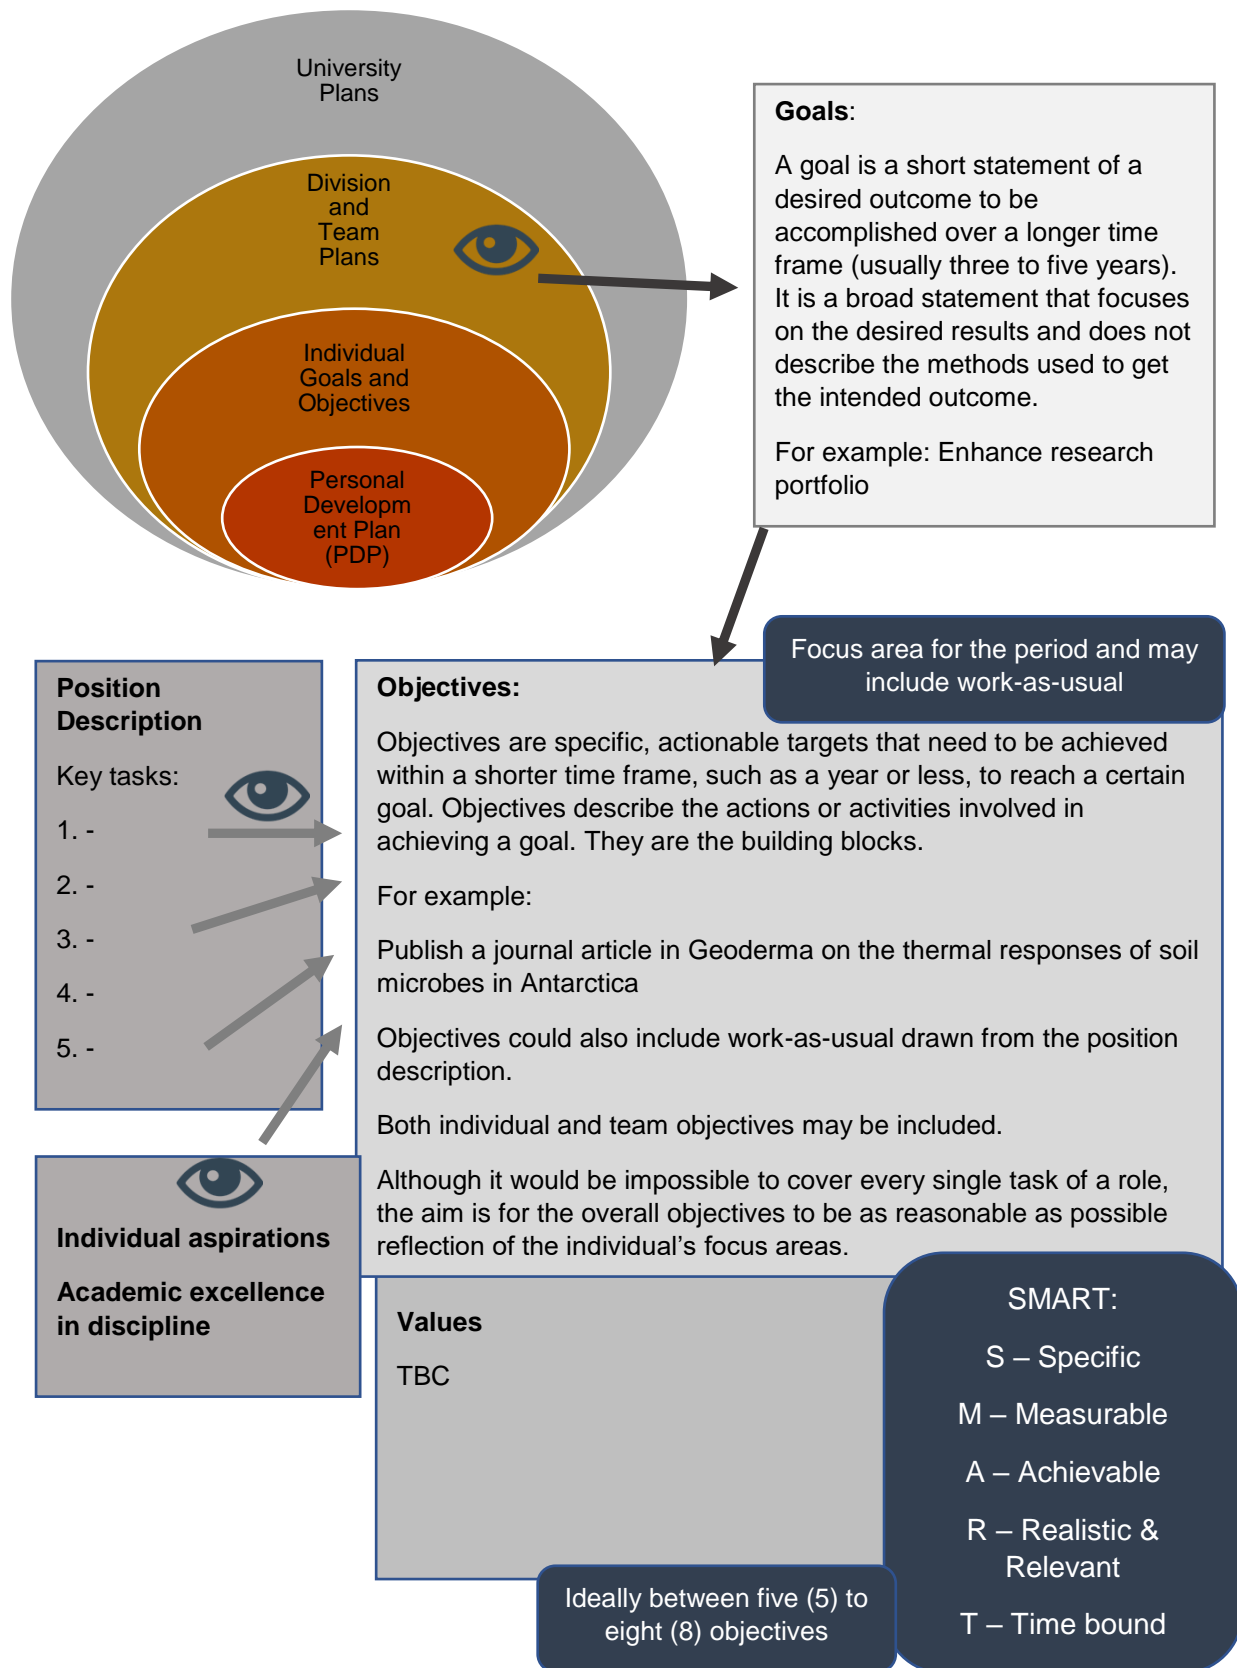 University
Plans
Division
and
Team
Plans
Individual
Goals and
Objectives
Personal
Developm
ent Plan
(PDP)
Goals:
A goal is a short statement of a
desired outcome to be
accomplished over a longer time
frame (usually three to five years).
It is a broad statement that focuses
on the desired results and does not
describe the methods used to get
the intended outcome.
For example: Enhance research
portfolio
Focus area for the period and may
include work-as-usual
Position
Description
Key tasks:
1. -
2. -
3. -
4. -
5. -
Objectives:
Objectives are specific, actionable targets that need to be achieved
within a shorter time frame, such as a year or less, to reach a certain
goal. Objectives describe the actions or activities involved in
achieving a goal. They are the building blocks.
For example:
Publish a journal article in Geoderma on the thermal responses of soil
microbes in Antarctica
Objectives could also include work-as-usual drawn from the position
description.
Both individual and team objectives may be included.
Although it would be impossible to cover every single task of a role,
the aim is for the overall objectives to be as reasonable as possible
reflection of the individual’s focus areas.
Individual aspirations
Academic excellence
in discipline
Values
TBC
SMART:
S – Specific
M – Measurable
A – Achievable
R – Realistic &
Relevant
T – Time bound
Ideally between five (5) to
eight (8) objectives